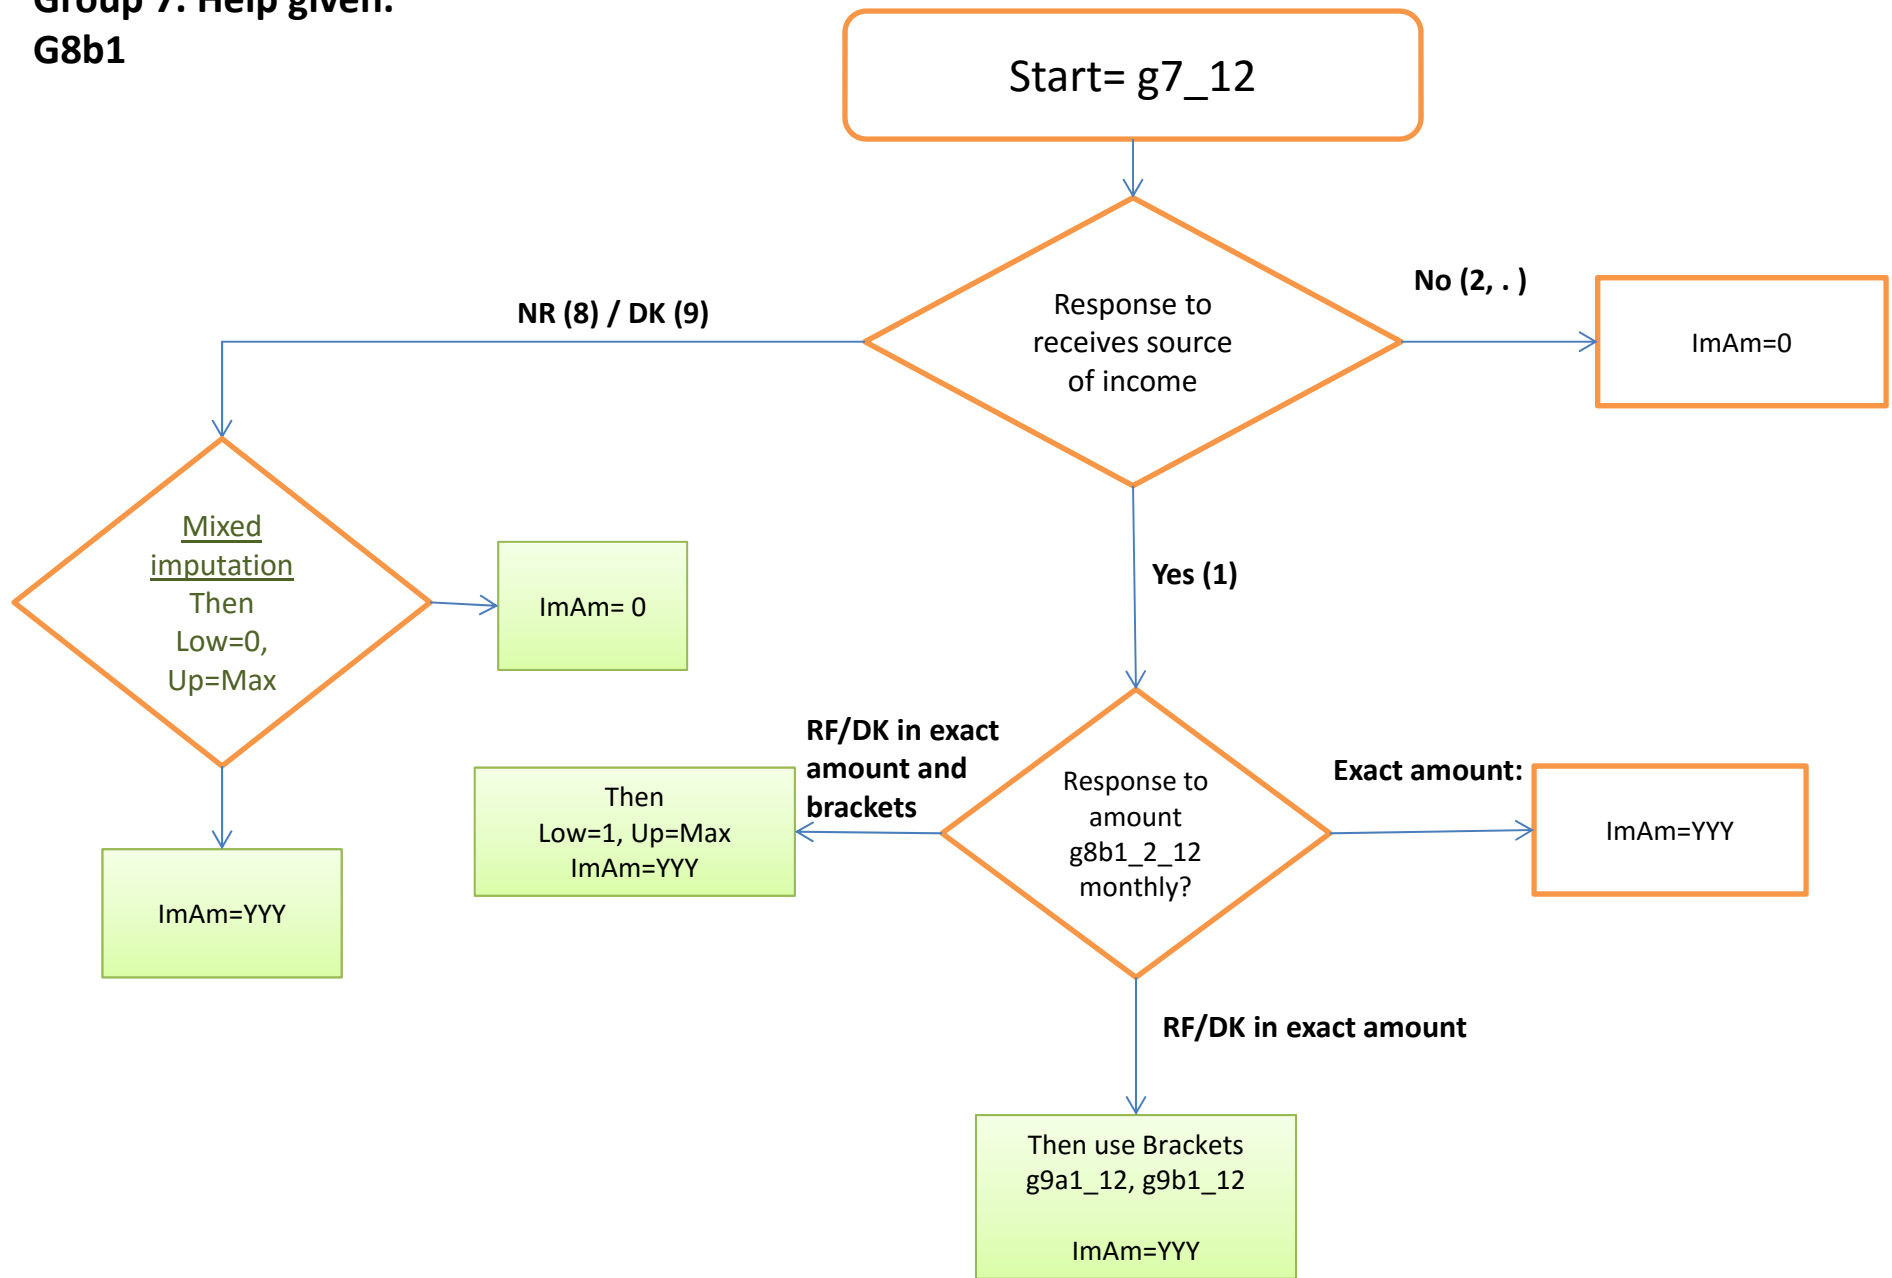 Group 7. Help given.
G8b1
Start= g7_12
Response to
receives source
of income
No (2, . )
ImAm=0
NR (8) / DK (9)
Mixed
imputation
Then
Low=0,
Up=Max
ImAm= 0
ImAm=YYY
Yes (1)
Response to
amount
g8b1_2_12
monthly?
RF/DK in exact
amount and
brackets
Then
Low=1, Up=Max
ImAm=YYY
Exact amount:
ImAm=YYY
RF/DK in exact amount
Then use Brackets
g9a1_12, g9b1_12
ImAm=YYY